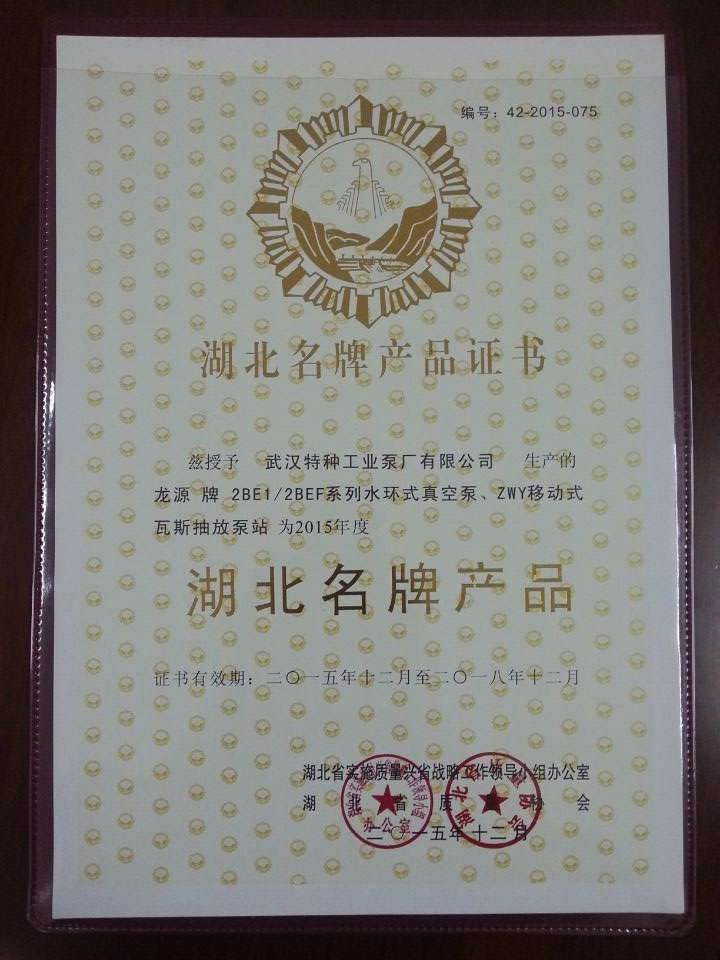 编号：42-2015-075
湖北名牌产品证书
兹授予 武汉特种工业泵厂有限公司 生产的
龙源 牌 2BE1/2BEF系列水环式真空泵、ZWY移动式
瓦斯抽放泵站 为2015年度
湖北名牌产品
证书有效期：二〇一五年十二月至二〇一八年十二月
湖北省实施质量兴省战略工作领导小组办公室
湖北省质量协会
二〇一五年十二月
办公室